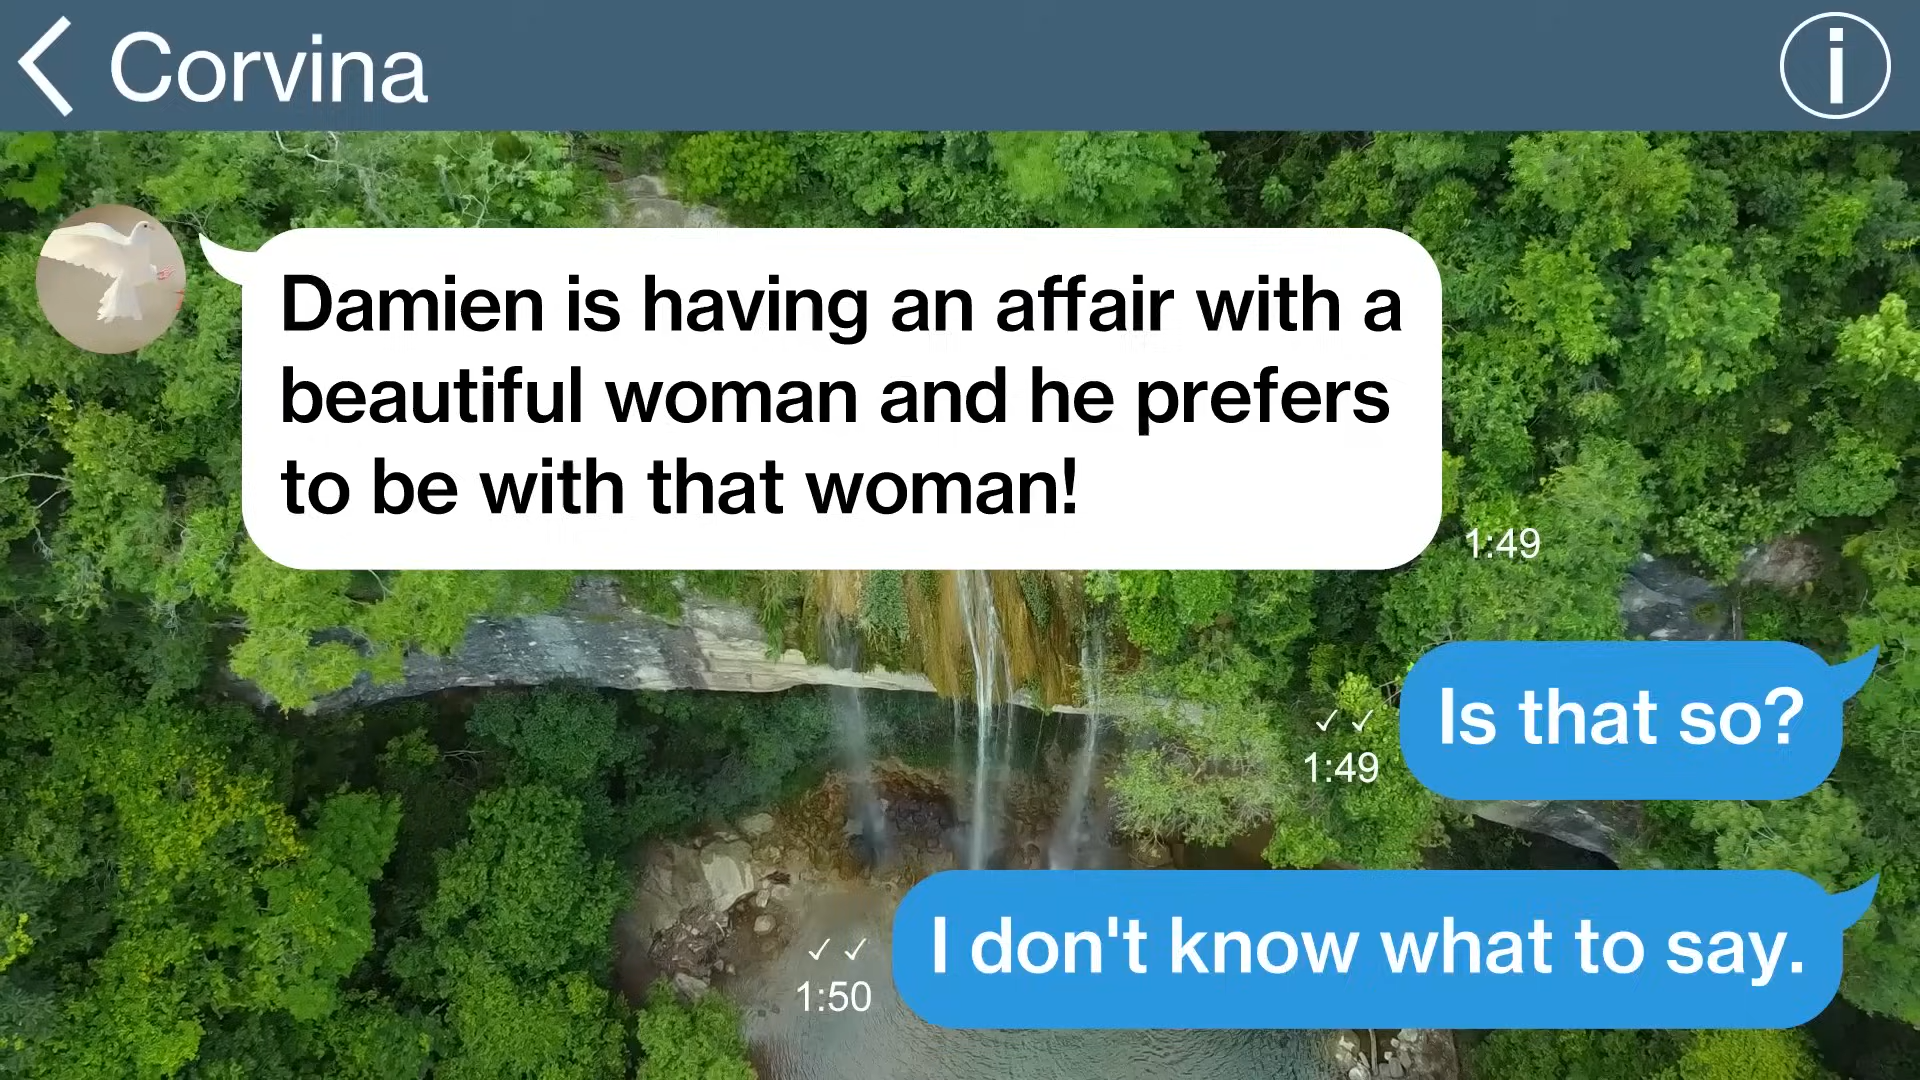 Corvina
Damien is having an affair with a
beautiful woman and he prefers
to be with that woman!
1:49
Is that so?
1:49
I don't know what to say.
1:50